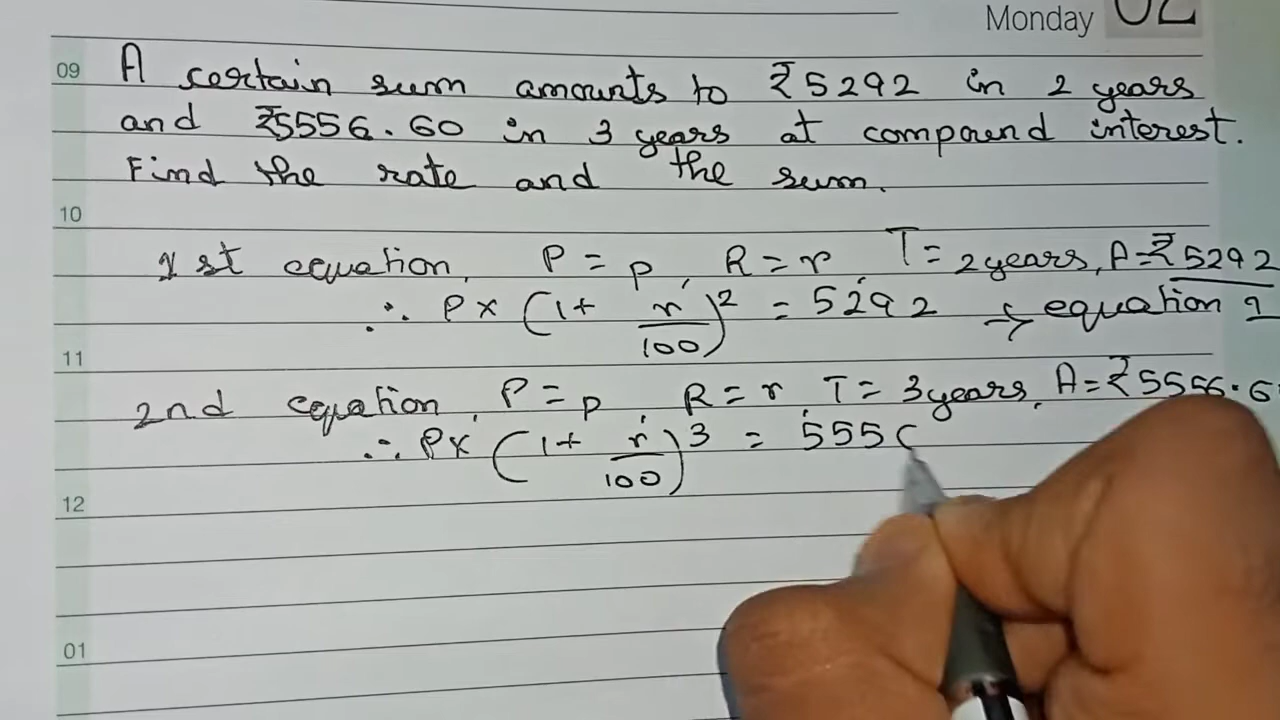 Monday 02
09 A certain sum amounts to ₹5292 in 2 years
and ₹5556.60 in 3 years at compound interest.
Find the rate and the sum.
10
1st equation, P = p, R = r, T = 2 years, A = ₹5292
∴ P x (1 + r/100)^2 = 5292 → equation 1
11
2nd equation, P = p, R = r, T = 3 years, A = ₹5556.6
∴ P x (1 + r/100)^3 = 555
12
01